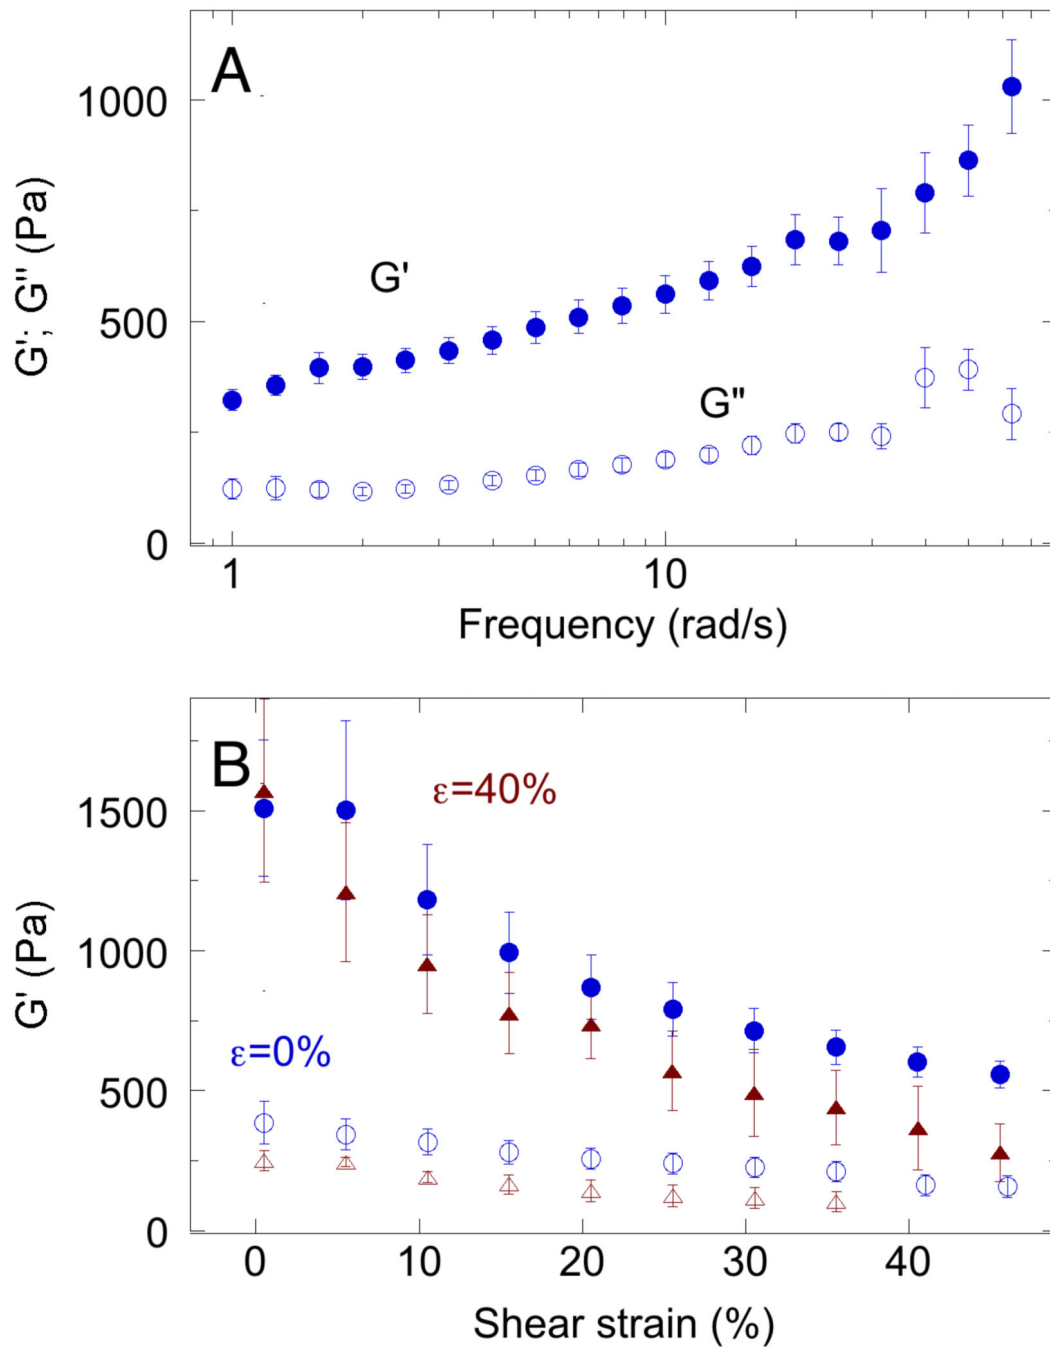 A
1000
G'; G" (Pa)
G'
500
G"
0
1
10
Frequency (rad/s)
B
ε=40%
1500
1000
G' (Pa)
ε=0%
500
0
0
10
20
30
40
Shear strain (%)